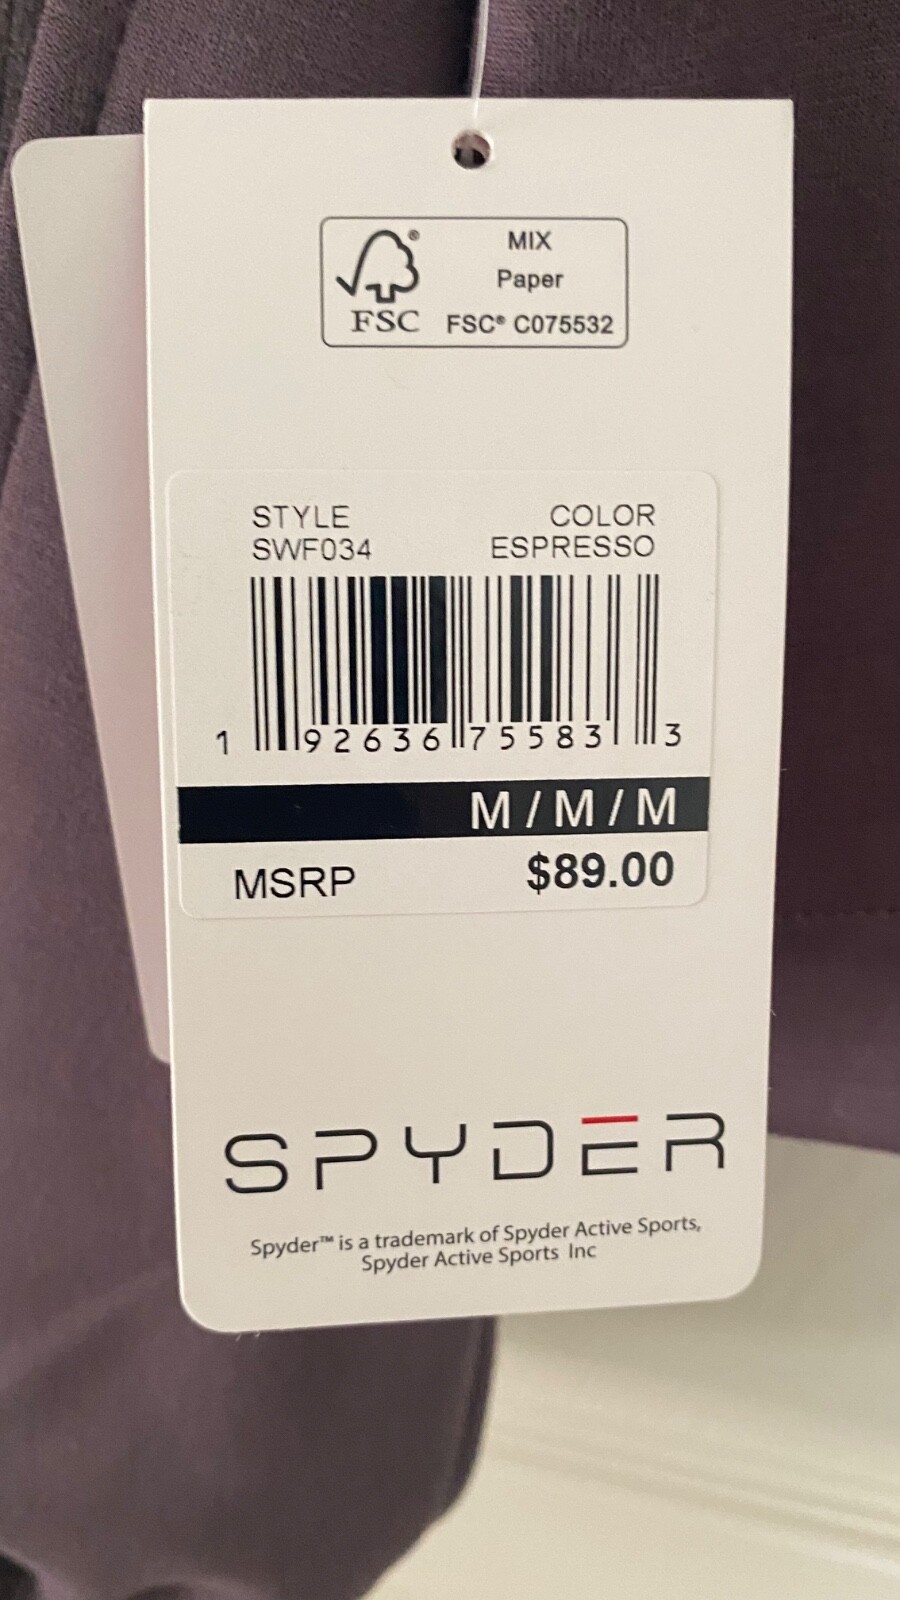 MIX
Paper
FSC® FSC® C075532
STYLE COLOR
SWF034 ESPRESSO
1 92636 75583 3
M / M / M
MSRP $89.00
SPYDER
Spyder™ is a trademark of Spyder Active Sports,
Spyder Active Sports Inc